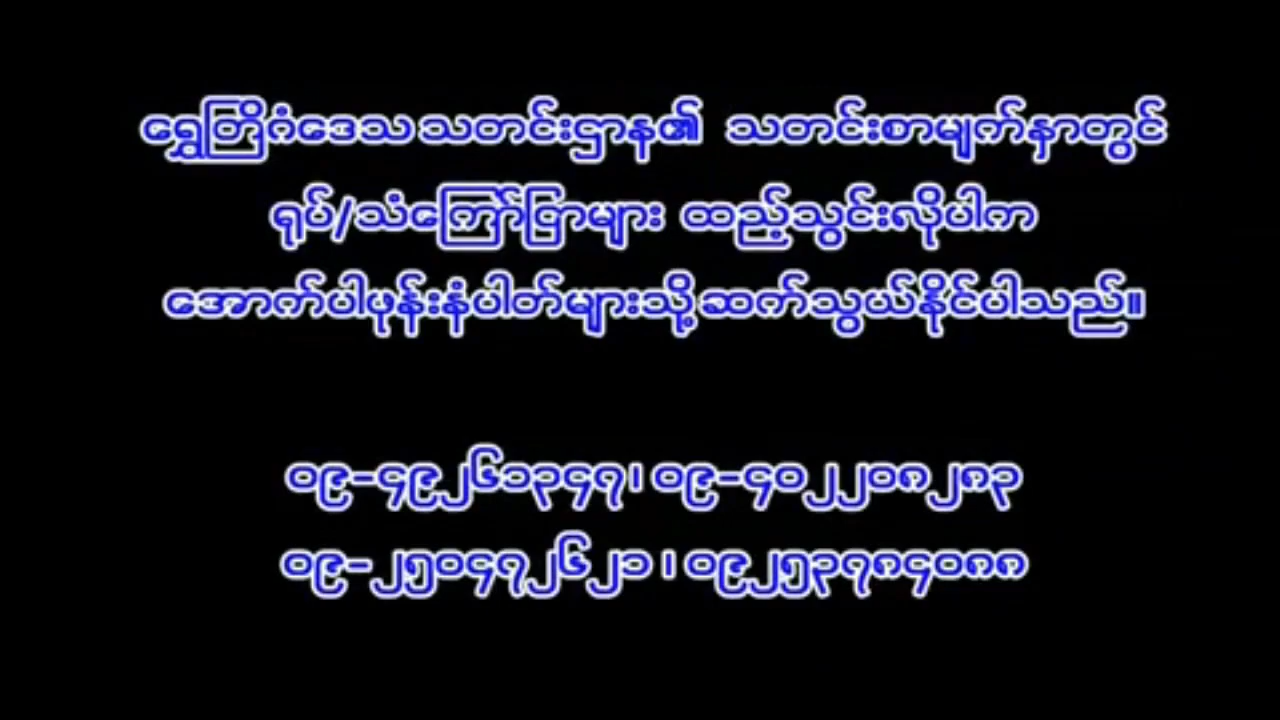 ရွှေတြိဂံဒေသ သတင်းဌာန၏ သတင်းစာမျက်နှာတွင်
ရုပ်/သံကြော်ငြာများ ထည့်သွင်းလိုပါက
အောက်ပါဖုန်းနံပါတ်များသို့ ဆက်သွယ်နိုင်ပါသည်။
၀၉-၄၉၂၆၁၃၄၇၊ ၀၉-၄၀၂၂၀၈၂၈၃
၀၉-၂၅၀၄၇၂၆၂၁ ၊ ၀၉၂၅၃၇၈၄၀၈၈